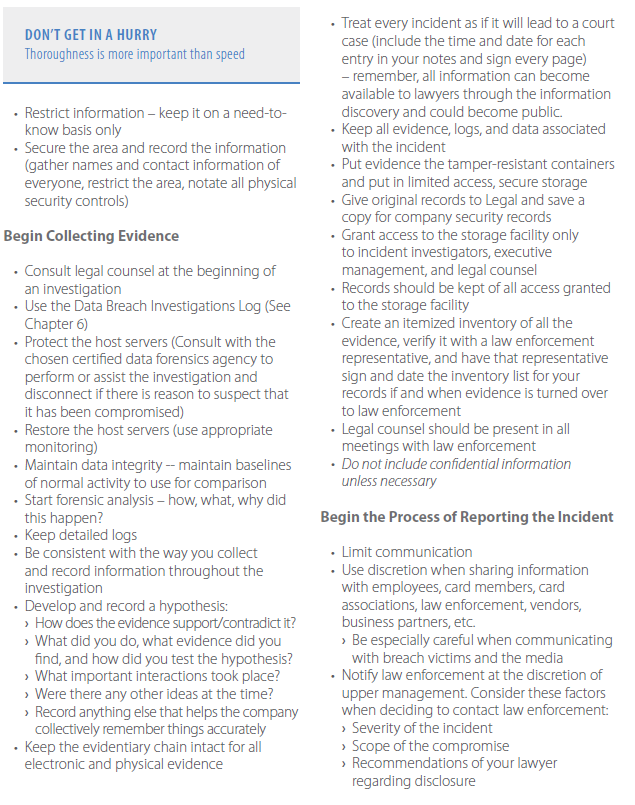 DON'T GET IN A HURRY
Thoroughness is more important than speed
• Restrict information – keep it on a need-to-
know basis only
• Secure the area and record the information
(gather names and contact information of
everyone, restrict the area, notate all physical
security controls)
Begin Collecting Evidence
• Consult legal counsel at the beginning of
an investigation
• Use the Data Breach Investigations Log (See
Chapter 6)
• Protect the host servers (Consult with the
chosen certified data forensics agency to
perform or assist the investigation and
disconnect if there is reason to suspect that
it has been compromised)
• Restore the host servers (use appropriate
monitoring)
• Maintain data integrity -- maintain baselines
of normal activity to use for comparison
• Start forensic analysis – how, what, why did
this happen?
• Keep detailed logs
• Be consistent with the way you collect
and record information throughout the
investigation
• Develop and record a hypothesis:
› How does the evidence support/contradict it?
› What did you do, what evidence did you
find, and how did you test the hypothesis?
› What important interactions took place?
› Were there any other ideas at the time?
› Record anything else that helps the company
collectively remember things accurately
• Keep the evidentiary chain intact for all
electronic and physical evidence
• Treat every incident as if it will lead to a court
case (include the time and date for each
entry in your notes and sign every page)
– remember, all information can become
available to lawyers through the information
discovery and could become public.
• Keep all evidence, logs, and data associated
with the incident
• Put evidence the tamper-resistant containers
and put in limited access, secure storage
• Give original records to Legal and save a
copy for company security records
• Grant access to the storage facility only
to incident investigators, executive
management, and legal counsel
• Records should be kept of all access granted
to the storage facility
• Create an itemized inventory of all the
evidence, verify it with a law enforcement
representative, and have that representative
sign and date the inventory list for your
records if and when evidence is turned over
to law enforcement
• Legal counsel should be present in all
meetings with law enforcement
• Do not include confidential information
unless necessary
Begin the Process of Reporting the Incident
• Limit communication
• Use discretion when sharing information
with employees, card members, card
associations, law enforcement, vendors,
business partners, etc.
› Be especially careful when communicating
with breach victims and the media
• Notify law enforcement at the discretion of
upper management. Consider these factors
when deciding to contact law enforcement:
› Severity of the incident
› Scope of the compromise
› Recommendations of your lawyer
regarding disclosure